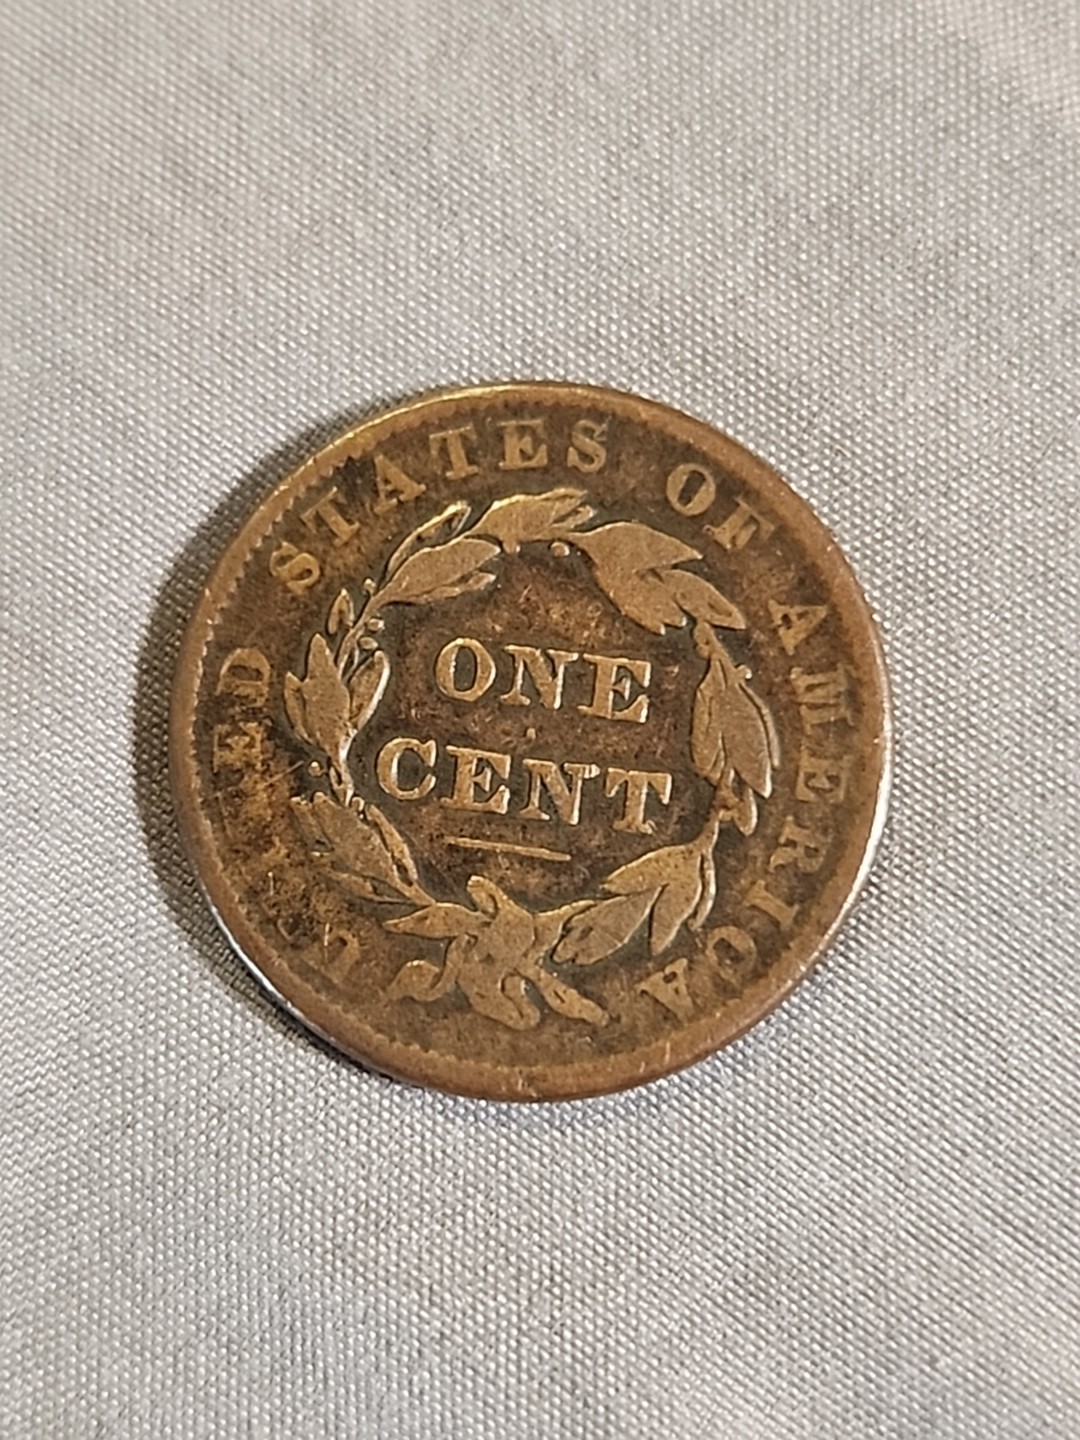 STATES OF AMERICA
ONE
CENT